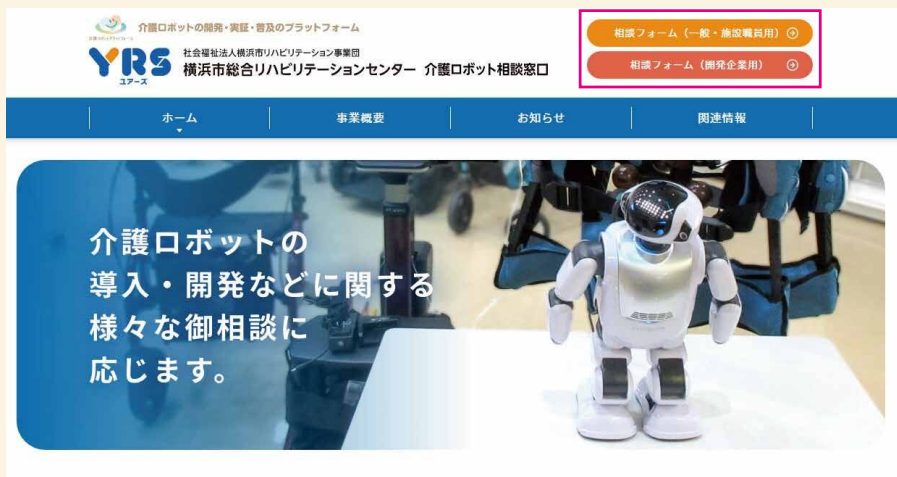 介護ロボットの開発・実証・普及のプラットフォーム
YRS
ユアーズ
社会福祉法人横浜市リハビリテーション事業団
横浜市総合リハビリテーションセンター 介護ロボット相談窓口
相談フォーム（一般・施設職員用）
相談フォーム（開発企業用）
ホーム
事業概要
お知らせ
関連情報
介護ロボットの
導入・開発などに関する
様々な御相談に
応じます。